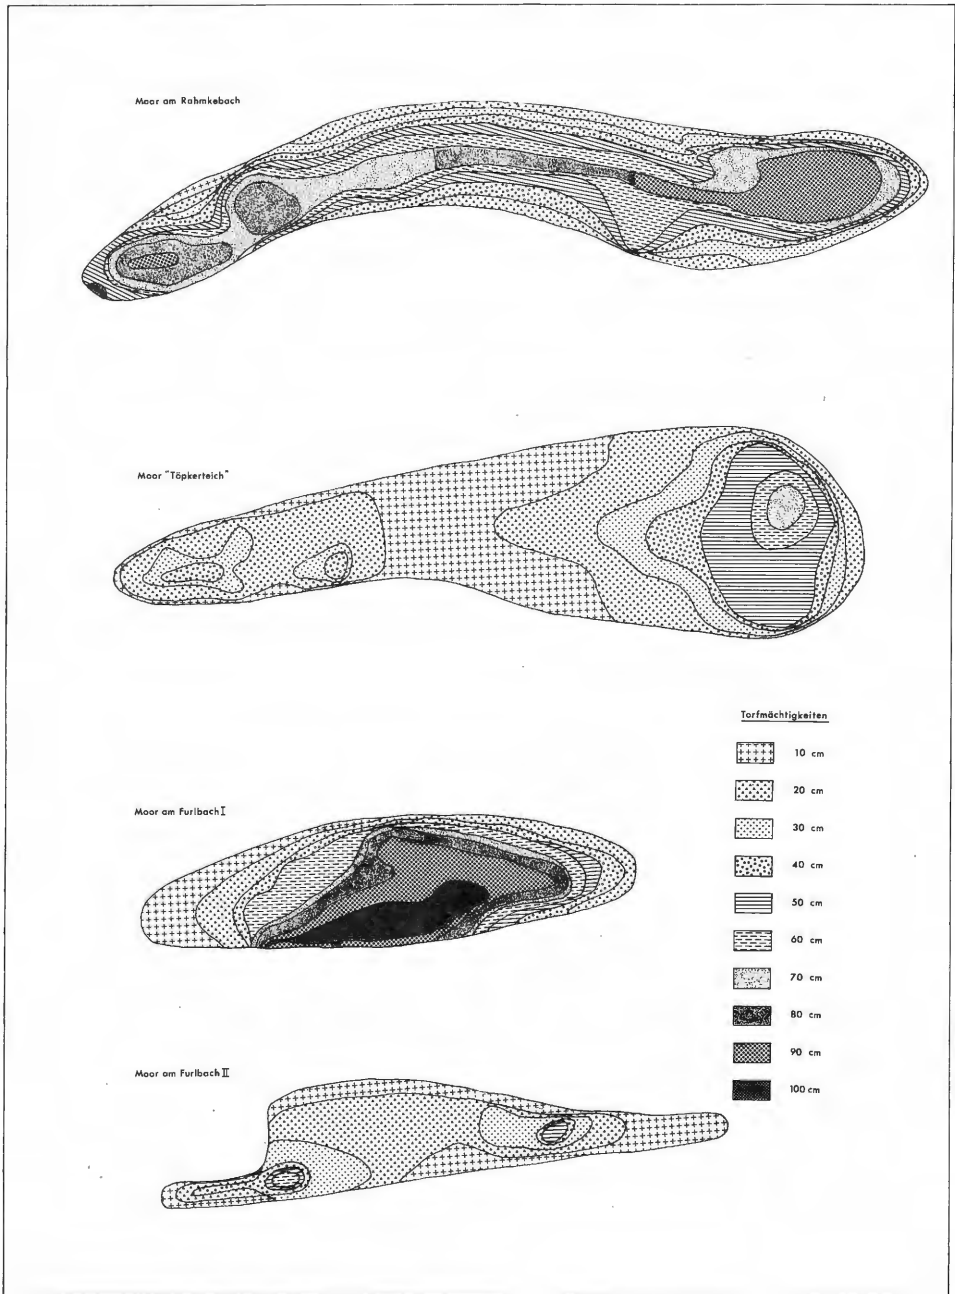 Moor am Rahmkebach
Moor "Töpkerteich"
Torfmächtigkeiten
10 cm
20 cm
30 cm
40 cm
50 cm
60 cm
70 cm
80 cm
90 cm
100 cm
Moor am Furlbach I
Moor am Furlbach II